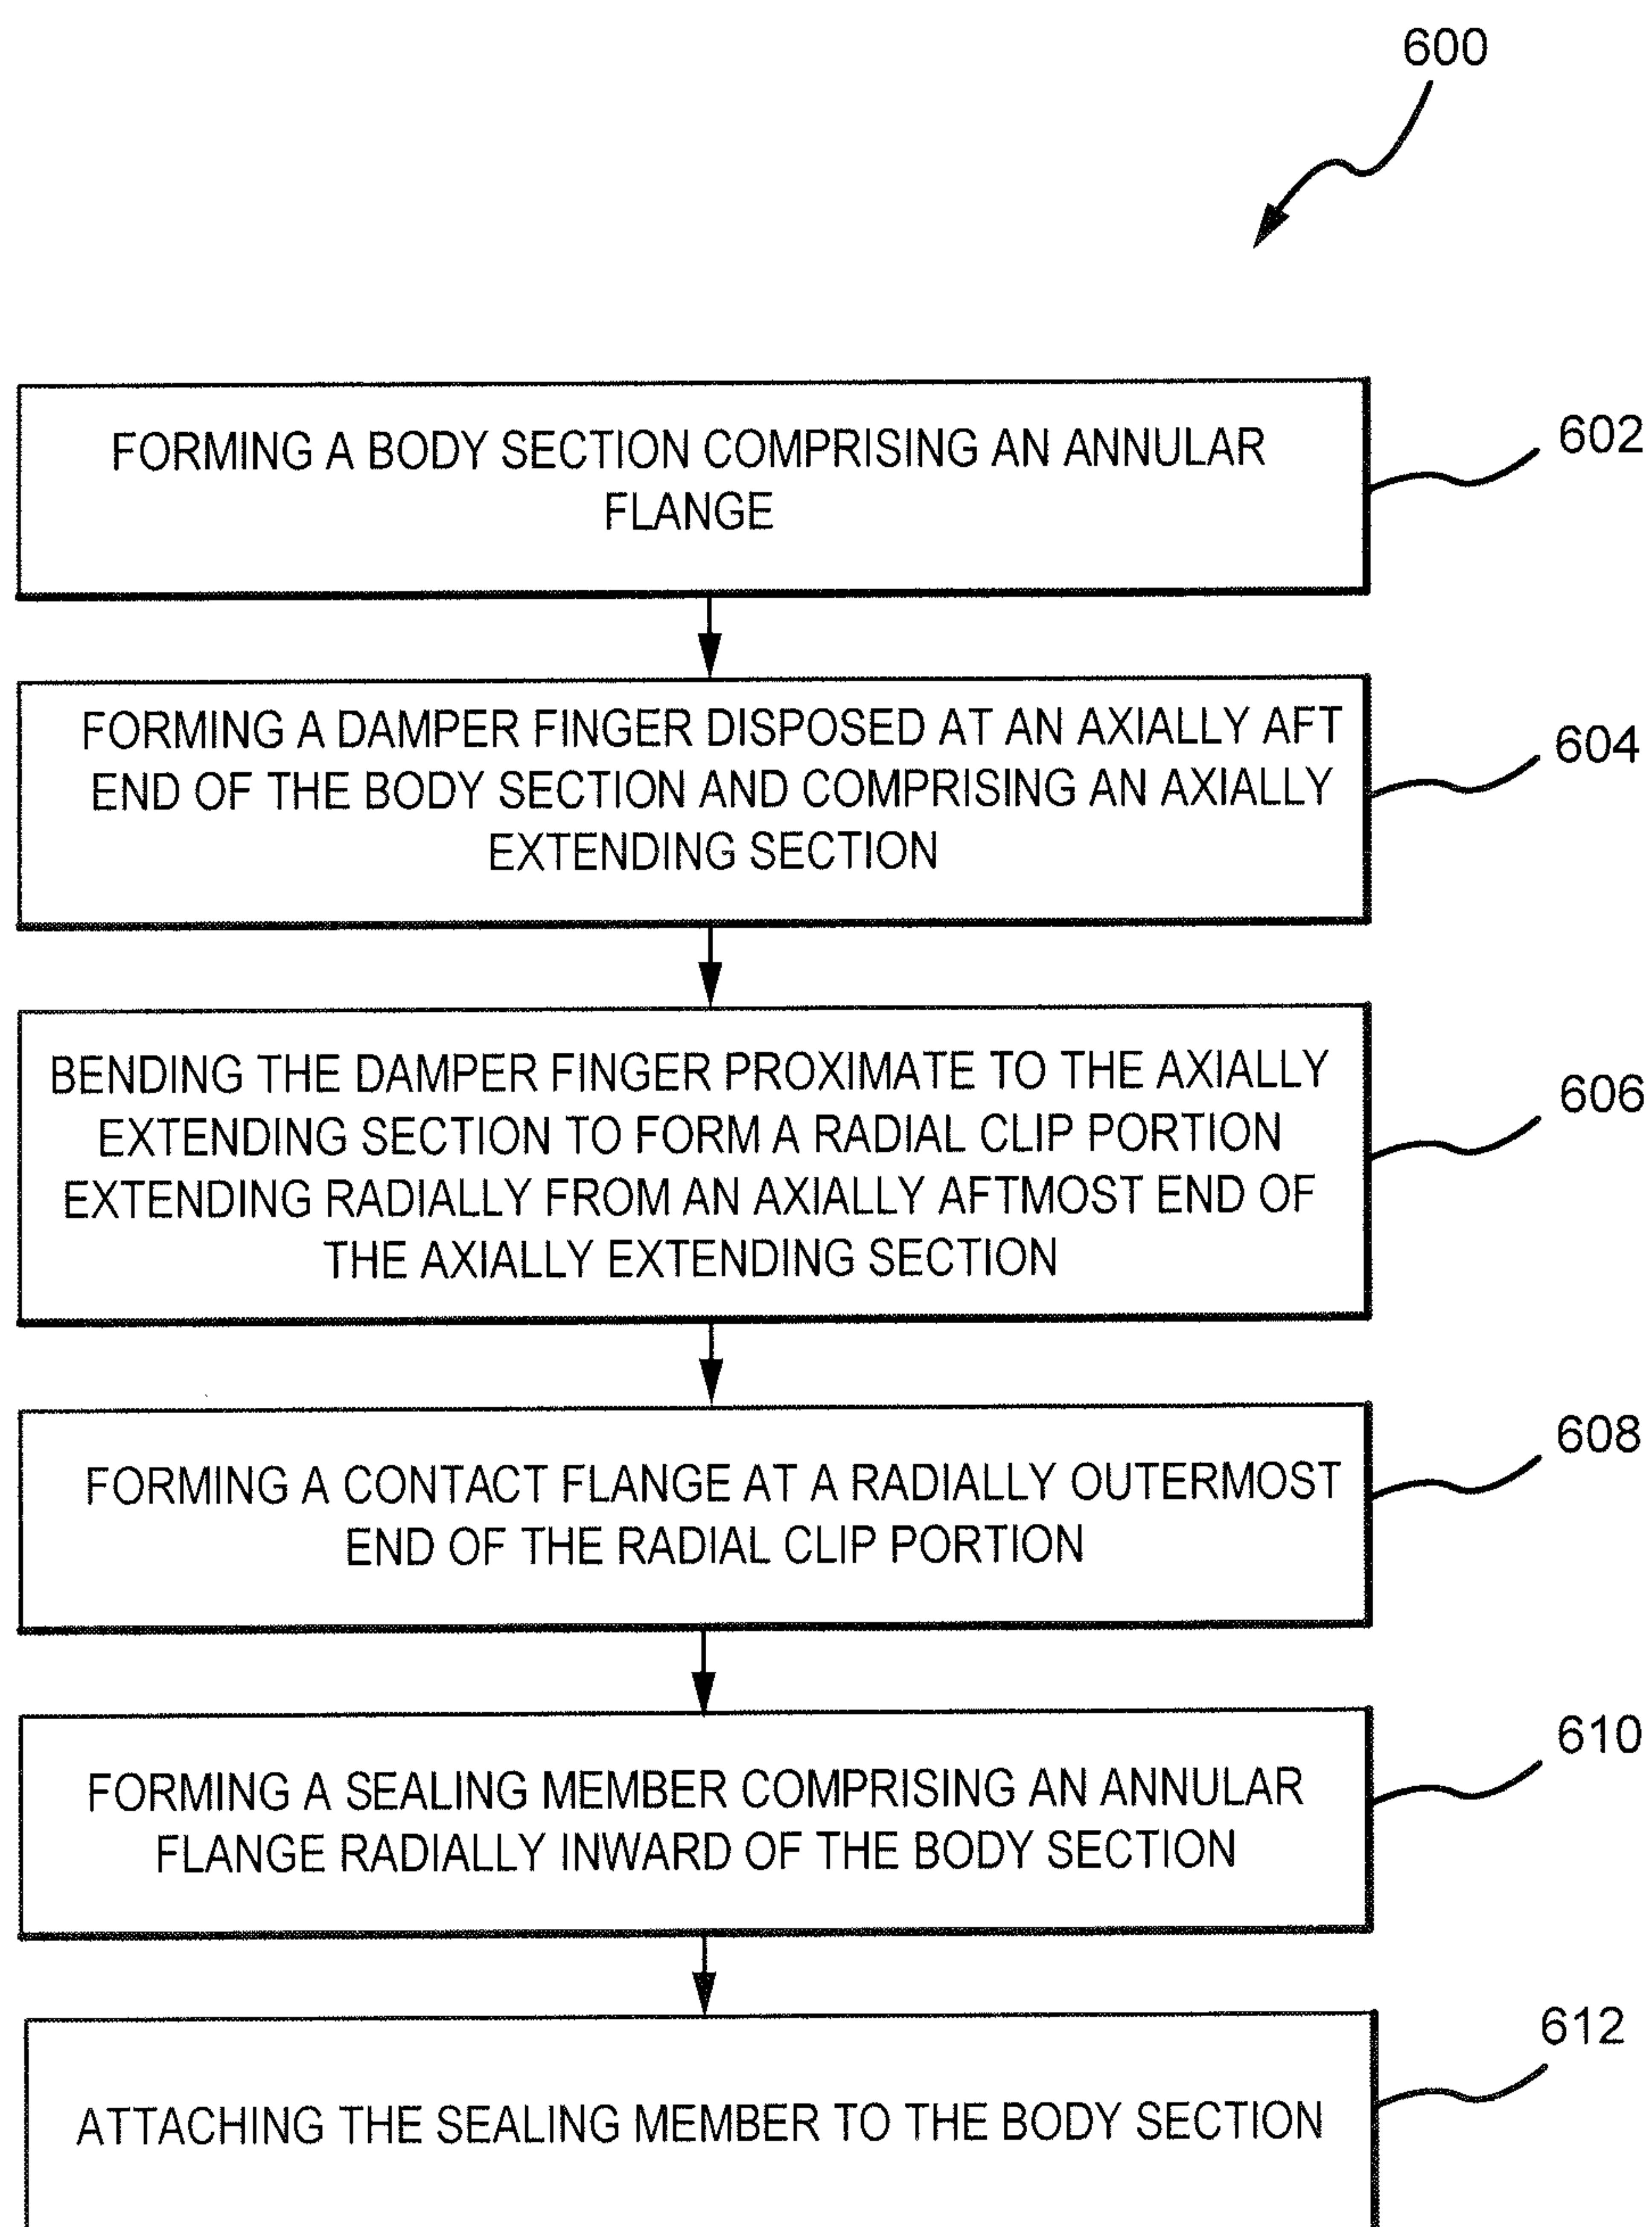 600
FORMING A BODY SECTION COMPRISING AN ANNULAR
FLANGE
602
FORMING A DAMPER FINGER DISPOSED AT AN AXIALLY AFT
END OF THE BODY SECTION AND COMPRISING AN AXIALLY
EXTENDING SECTION
604
BENDING THE DAMPER FINGER PROXIMATE TO THE AXIALLY
EXTENDING SECTION TO FORM A RADIAL CLIP PORTION
EXTENDING RADIALLY FROM AN AXIALLY AFTMOST END OF
THE AXIALLY EXTENDING SECTION
606
FORMING A CONTACT FLANGE AT A RADIALLY OUTERMOST
END OF THE RADIAL CLIP PORTION
608
FORMING A SEALING MEMBER COMPRISING AN ANNULAR
FLANGE RADIALLY INWARD OF THE BODY SECTION
610
ATTACHING THE SEALING MEMBER TO THE BODY SECTION
612